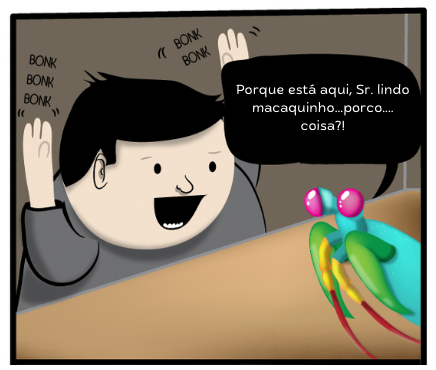 BONK
BONK
BONK
BONK
BONK
Porque está aqui, Sr. lindo
macaquinho...porco....
coisa?!